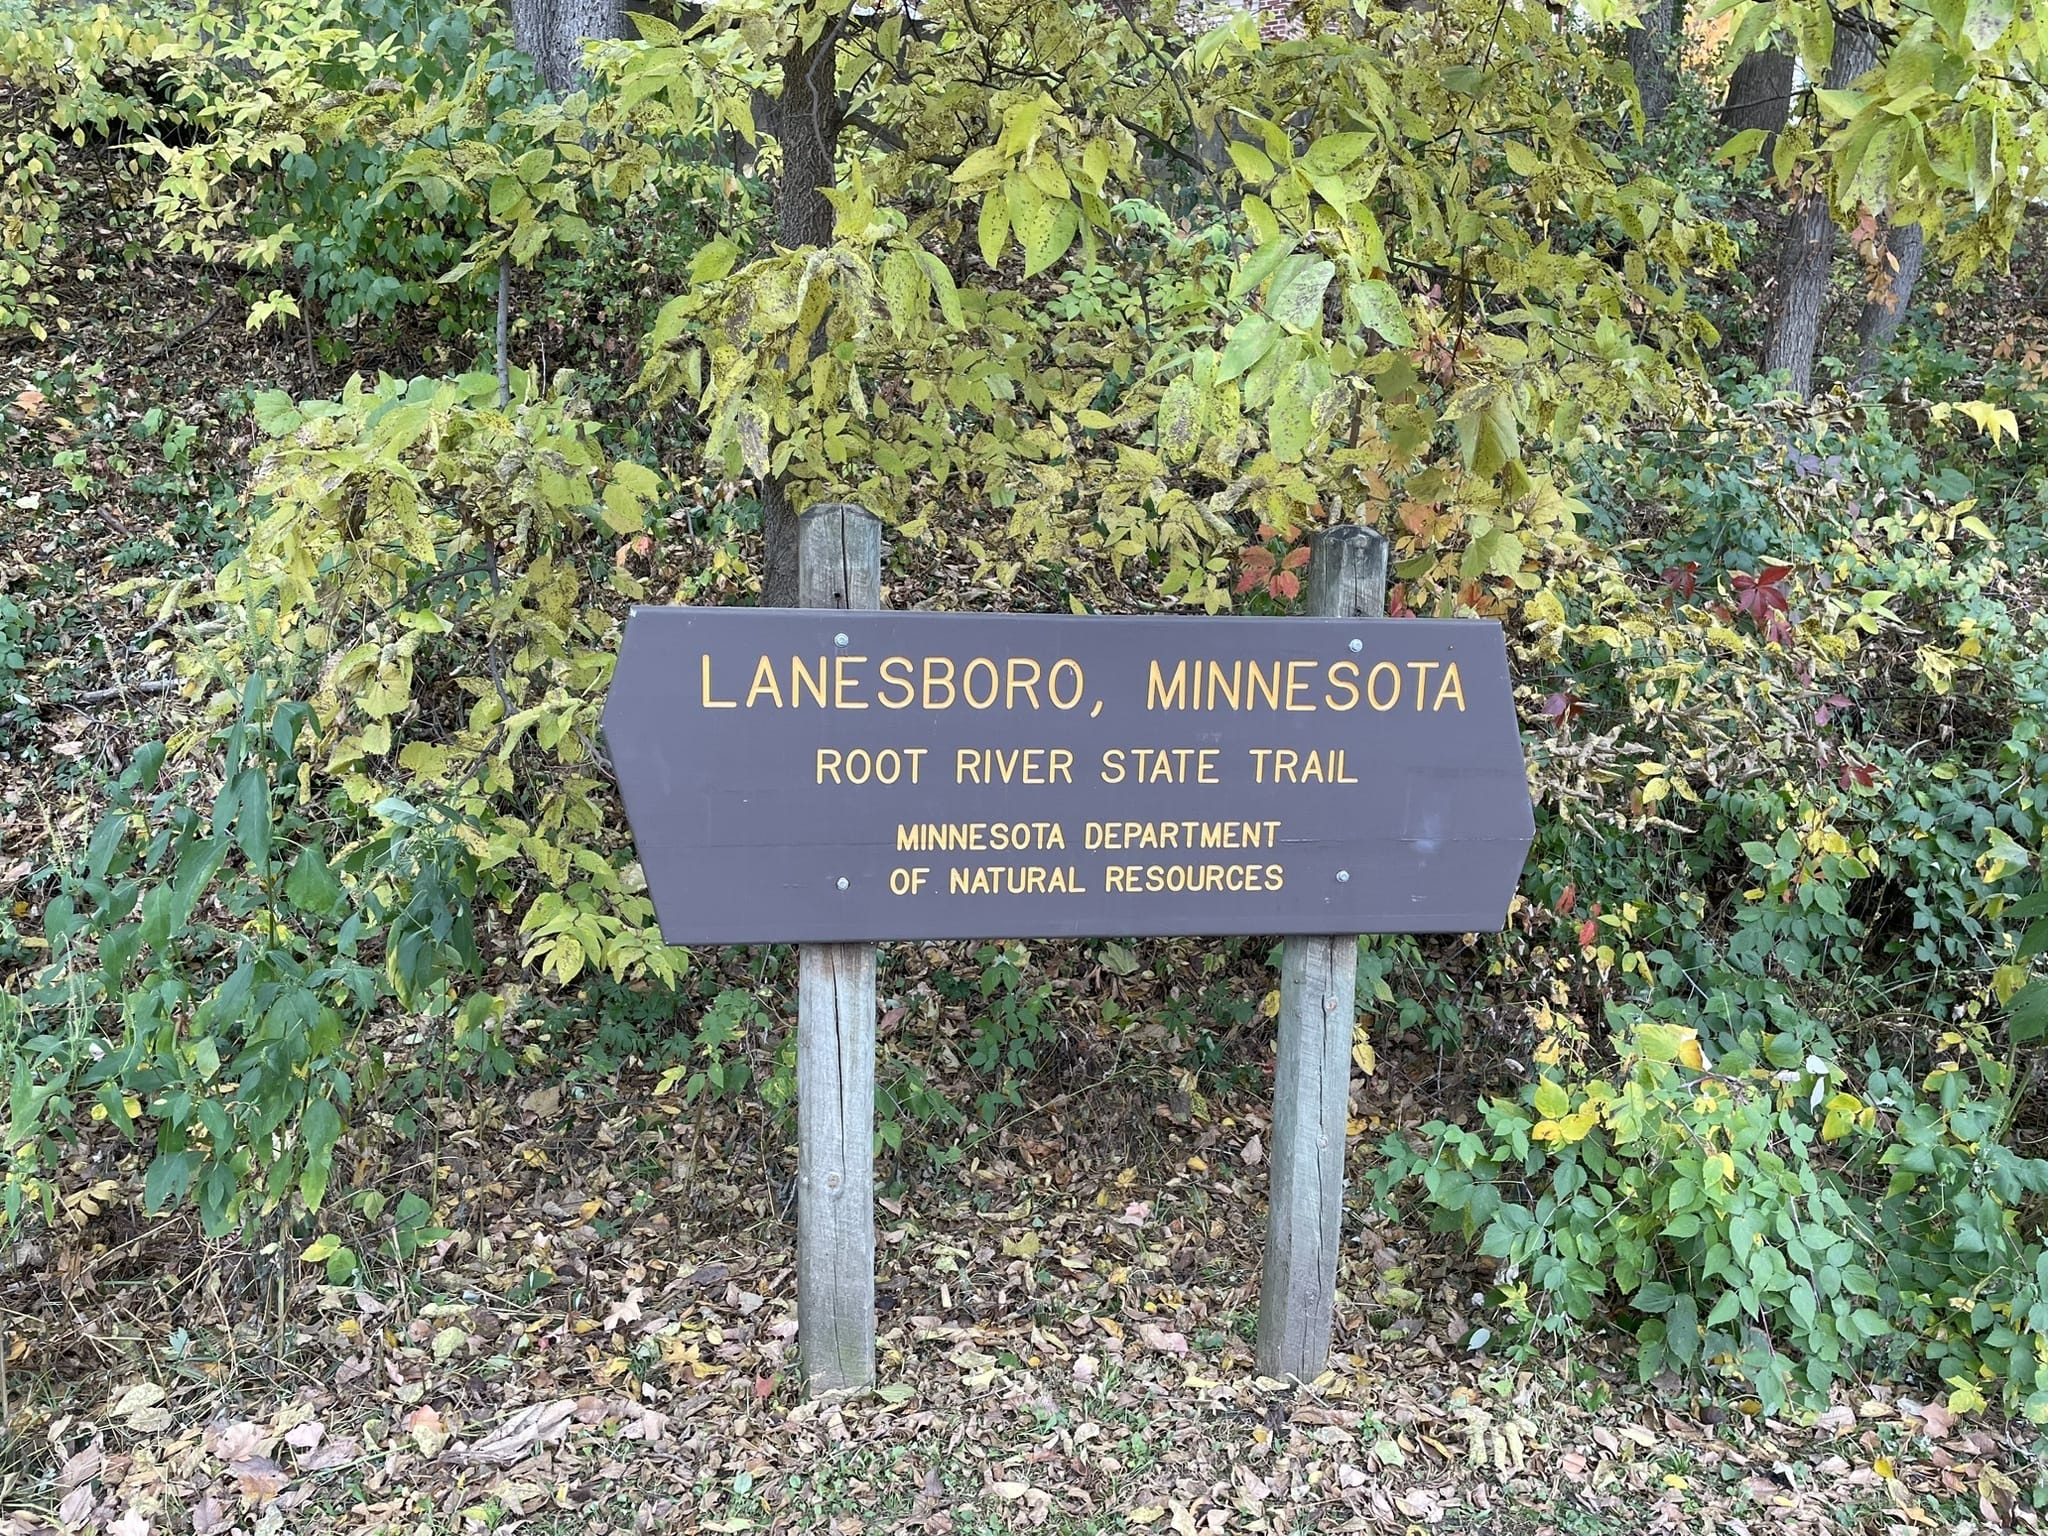 LANESBORO, MINNESOTA
ROOT RIVER STATE TRAIL
MINNESOTA DEPARTMENT
OF NATURAL RESOURCES